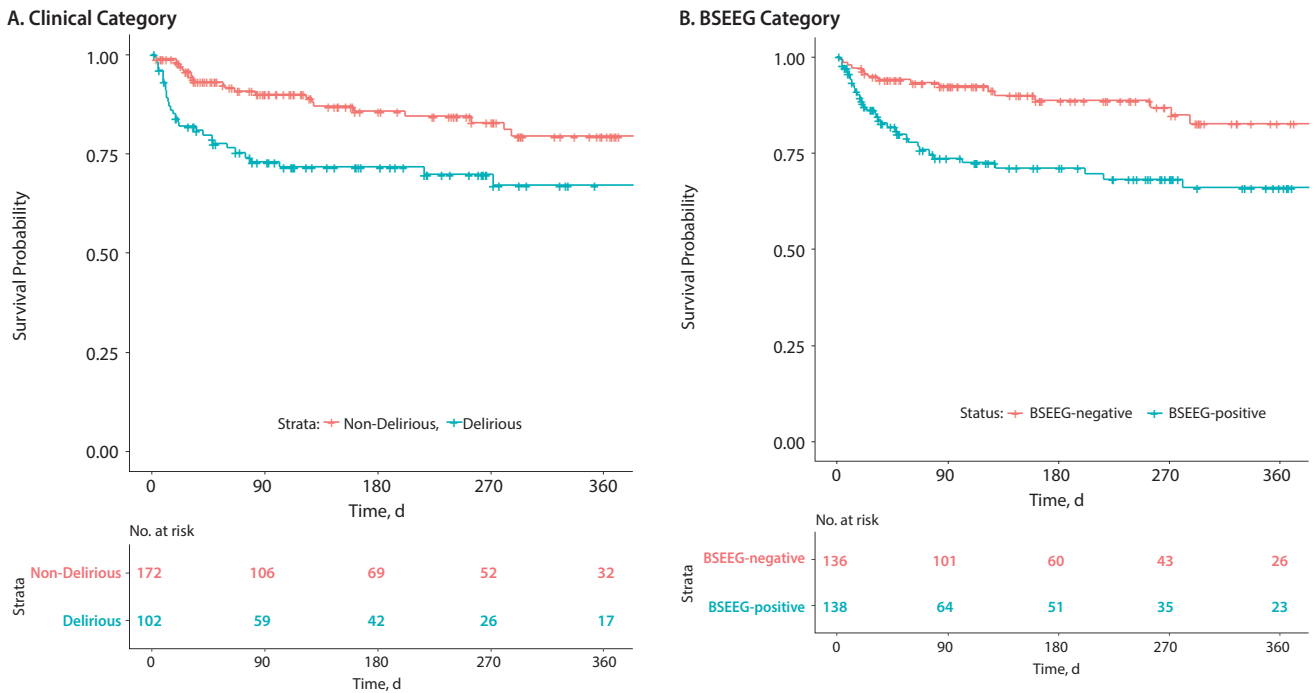 A. Clinical Category
1.00
0.75
0.50
0.25
0.00
Survival Probability
Strata: Non-Delirious, Delirious
0 90 180 270 360
Time, d
No. at risk
Strata
Non-Delirious 172 106 69 52 32
Delirious 102 59 42 26 17
0 90 180 270 360
Time, d
B. BSEEG Category
1.00
0.75
0.50
0.25
0.00
Survival Probability
Status: BSEEG-negative BSEEG-positive
0 90 180 270 360
Time, d
No. at risk
Strata
BSEEG-negative 136 101 60 43 26
BSEEG-positive 138 64 51 35 23
0 90 180 270 360
Time, d